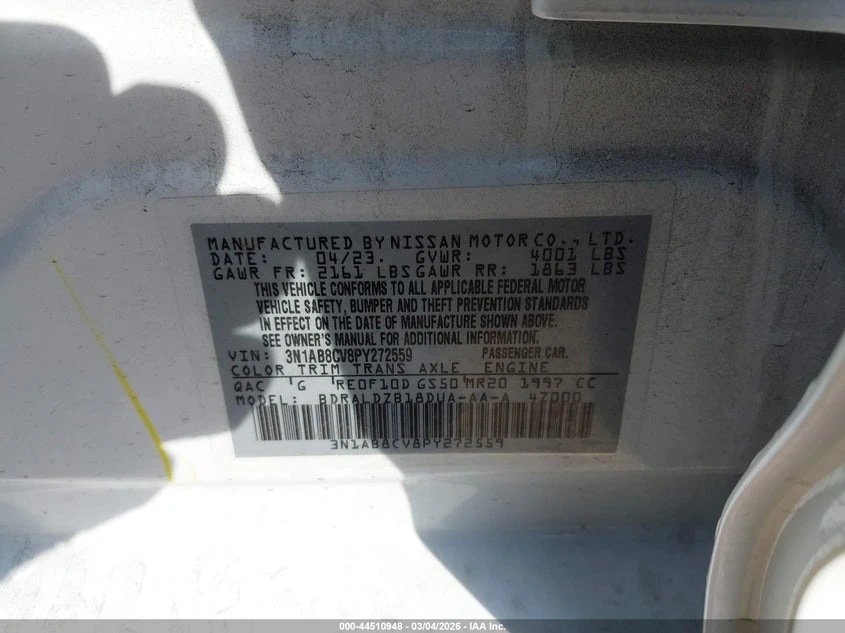 MANUFACTURED BY NISSAN MOTOR CO., LTD.
DATE: 04/23. GVWR: 4001 LBS
GAWR FR: 2161 LBS GAWR RR: 1863 LBS
THIS VEHICLE CONFORMS TO ALL APPLICABLE FEDERAL MOTOR
VEHICLE SAFETY, BUMPER AND THEFT PREVENTION STANDARDS
IN EFFECT ON THE DATE OF MANUFACTURE SHOWN ABOVE.
SEE OWNER'S MANUAL FOR ADDITIONAL INFORMATION.
VIN: 3N1AB8CV8PY272559 PASSENGER CAR.
COLOR TRIM TRANS AXLE ENGINE
QAC G RE0F10D GS50 MR20 1997 CC
MODEL: BDRALDZB18DUA-AA-A 47000
3N1AB8CV8PY272559
000-44510948 - 03/04/2026 - IAA Inc.